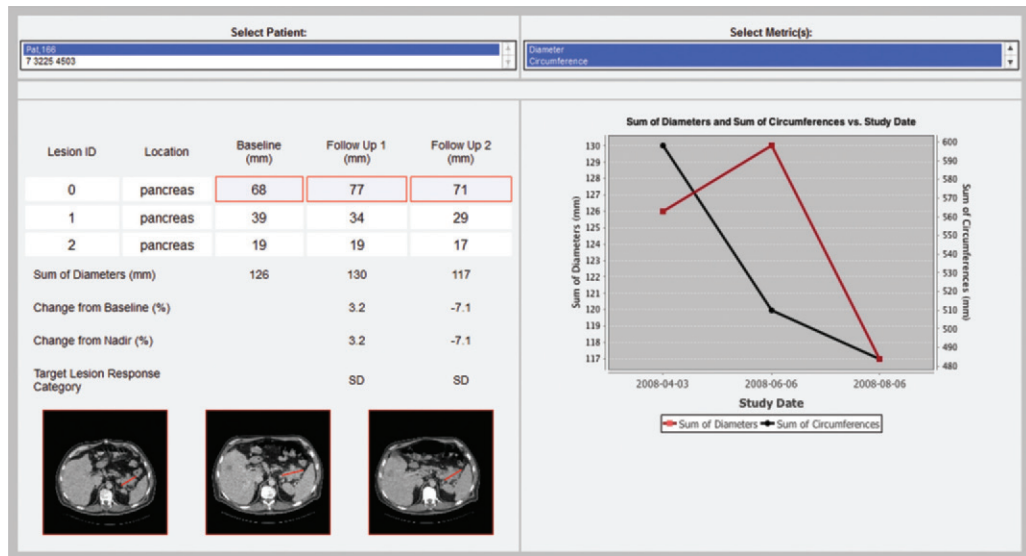 Select Patient:
Pat,166
7 3225 4503
Select Metric(s):
Diameter
Circumference
Lesion ID Location Baseline (mm) Follow Up 1 (mm) Follow Up 2 (mm)
0 pancreas 68 77 71
1 pancreas 39 34 29
2 pancreas 19 19 17
Sum of Diameters (mm) 126 130 117
Change from Baseline (%) 3.2 -7.1
Change from Nadir (%) 3.2 -7.1
Target Lesion Response Category SD SD
Sum of Diameters and Sum of Circumferences vs. Study Date
Sum of Diameters (mm)
130
129
128
127
126
125
124
123
122
121
120
119
118
117
600
590
580
570
560
550
540
530
520
510
500
490
480
Sum of Circumferences (mm)
2008-04-03 2008-06-06 2008-08-06
Study Date
Sum of Diameters Sum of Circumferences